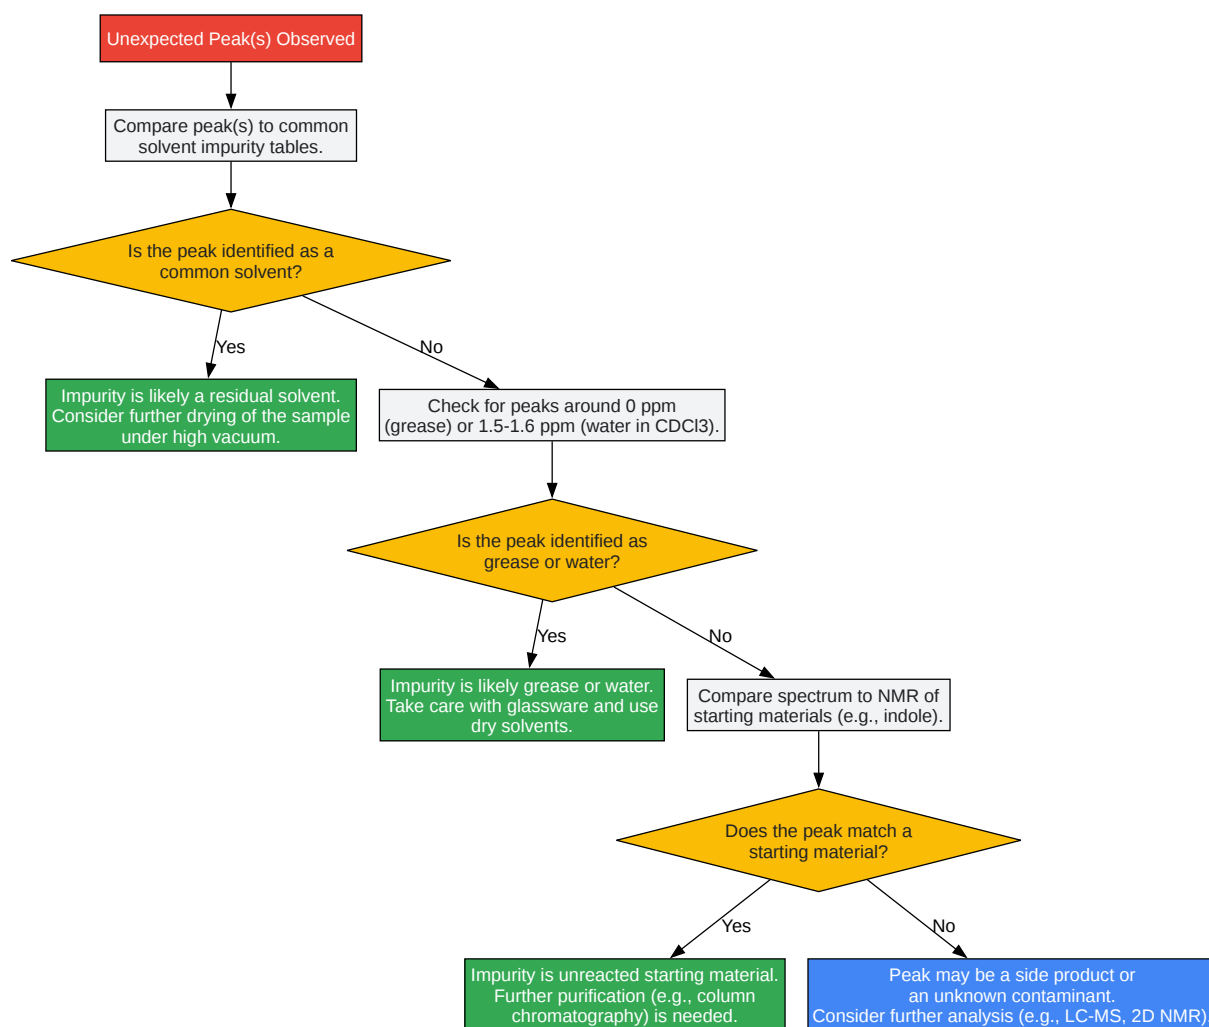 Unexpected Peak(s) Observed
Compare peak(s) to common
solvent impurity tables.
Is the peak identified as a
common solvent?
Yes
No
Impurity is likely a residual solvent.
Consider further drying of the sample
under high vacuum.
Check for peaks around 0 ppm
(grease) or 1.5-1.6 ppm (water in CDCl3).
Is the peak identified as
grease or water?
Yes
No
Impurity is likely grease or water.
Take care with glassware and use
dry solvents.
Compare spectrum to NMR of
starting materials (e.g., indole).
Does the peak match a
starting material?
Yes
No
Impurity is unreacted starting material.
Further purification (e.g., column
chromatography) is needed.
Peak may be a side product or
an unknown contaminant.
Consider further analysis (e.g., LC-MS, 2D NMR)